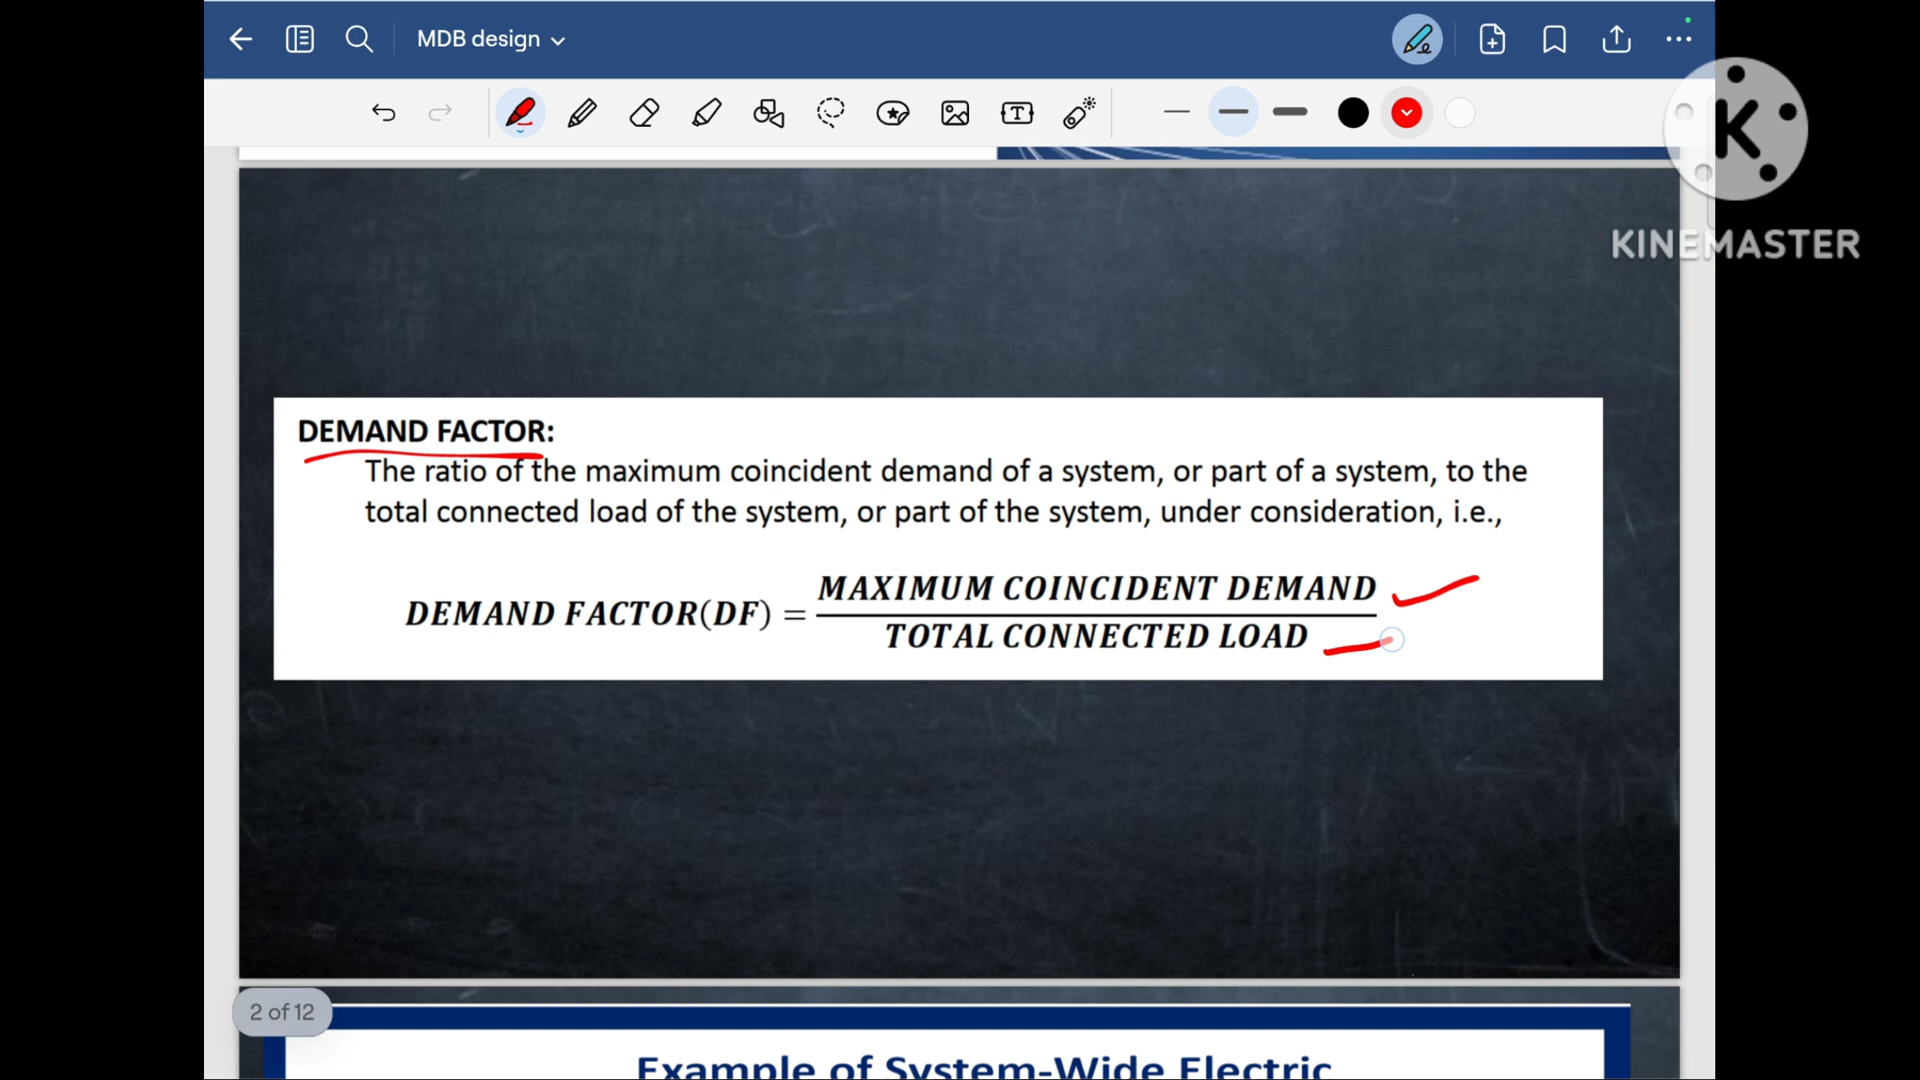 MDB design
K
KINEMASTER
DEMAND FACTOR:
The ratio of the maximum coincident demand of a system, or part of a system, to the
total connected load of the system, or part of the system, under consideration, i.e.,
DEMAND FACTOR(DF) = MAXIMUM COINCIDENT DEMAND
TOTAL CONNECTED LOAD
2 of 12
Example of System-Wide Electric